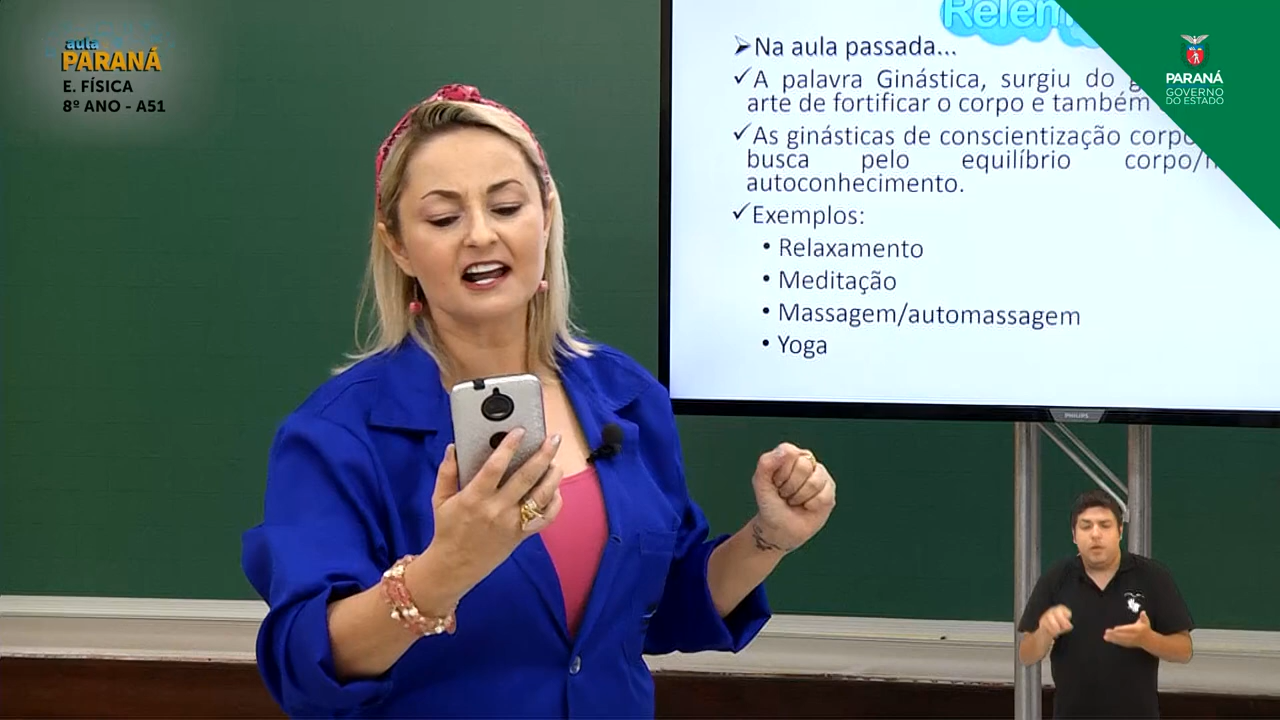 aula
PARANÁ
E. FÍSICA
8º ANO - A51
PARANÁ
GOVERNO
DO ESTADO
➤Na aula passada...
✓A palavra Ginástica, surgiu do
arte de fortificar o corpo e também
✓As ginásticas de conscientização
busca pelo equilíbrio
autoconhecimento.
✓Exemplos:
• Relaxamento
• Meditação
• Massagem/automassagem
• Yoga
PHILIPS